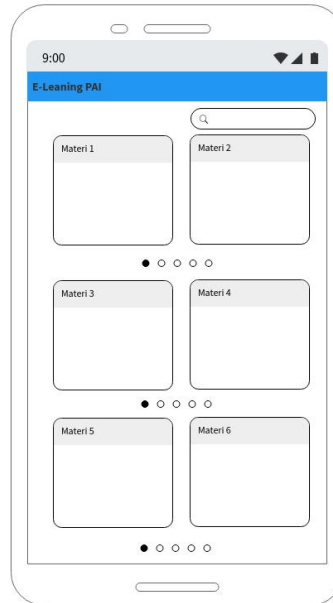 9:00
E-Leaning PAI
Materi 1
Materi 2
Materi 3
Materi 4
Materi 5
Materi 6